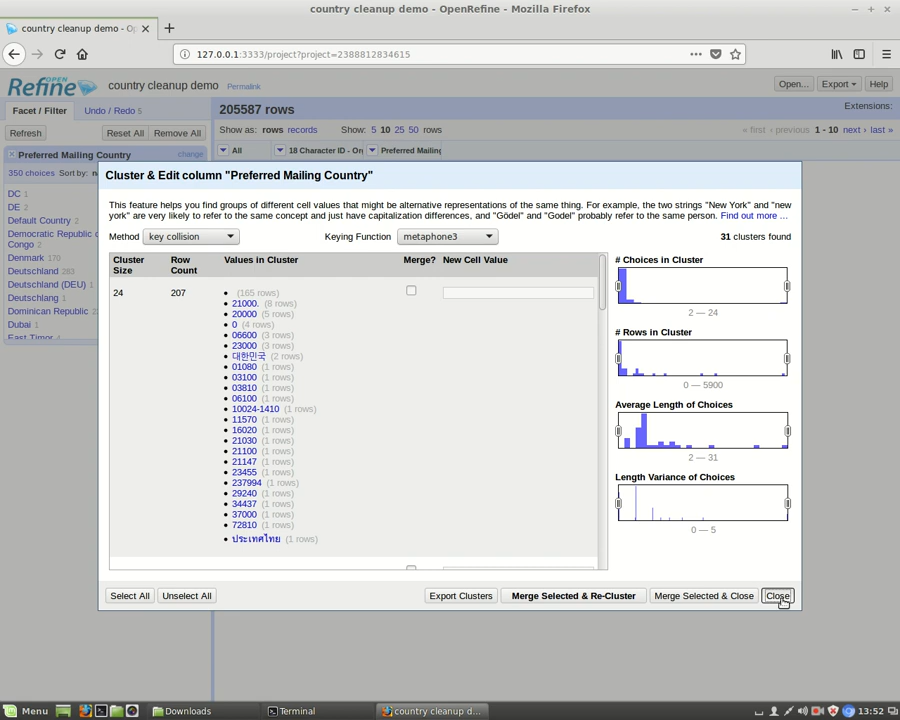 country cleanup demo - OpenRefine - Mozilla Firefox
country cleanup demo - Op
127.0.0.1:3333/project?project=2388812834615
OPEN Refine country cleanup demo Permalink Open... Export Help
Facet / Filter Undo / Redo 5 205587 rows Extensions:
Refresh Reset All Remove All Show as: rows records Show: 5 10 25 50 rows « first ‹ previous 1 - 10 next › last »
Preferred Mailing Country change All 18 Character ID - Preferred Mailing
350 choices Sort by:
DC 1
DE 2
Default Country 2
Democratic Republic
Congo 2
Denmark 170
Deutschland 283
Deutschland (DEU) 1
Deutschlang 1
Dominican Republic
Dubai 1
East Timor
Cluster & Edit column "Preferred Mailing Country"
This feature helps you find groups of different cell values that might be alternative representations of the same thing. For example, the two strings "New York" and "new
york" are very likely to refer to the same concept and just have capitalization differences, and "Gödel" and "Godel" probably refer to the same person. Find out more ...
Method key collision Keying Function metaphone3 31 clusters found
Cluster Size Row Count Values in Cluster Merge? New Cell Value
24 207
(165 rows)
21000. (8 rows)
20000 (5 rows)
0 (4 rows)
06600 (3 rows)
23000 (3 rows)
대한민국 (2 rows)
01080 (1 rows)
03100 (1 rows)
03810 (1 rows)
06100 (1 rows)
10024-1410 (1 rows)
11570 (1 rows)
16020 (1 rows)
21030 (1 rows)
21100 (1 rows)
21147 (1 rows)
23455 (1 rows)
237994 (1 rows)
29240 (1 rows)
34437 (1 rows)
37000 (1 rows)
72810 (1 rows)
ประเทศไทย (1 rows)
# Choices in Cluster
2 — 24
# Rows in Cluster
0 — 5900
Average Length of Choices
2 — 31
Length Variance of Choices
0 — 5
Select All Unselect All Export Clusters Merge Selected & Re-Cluster Merge Selected & Close Close
Menu Downloads Terminal country cleanup d... 13:52